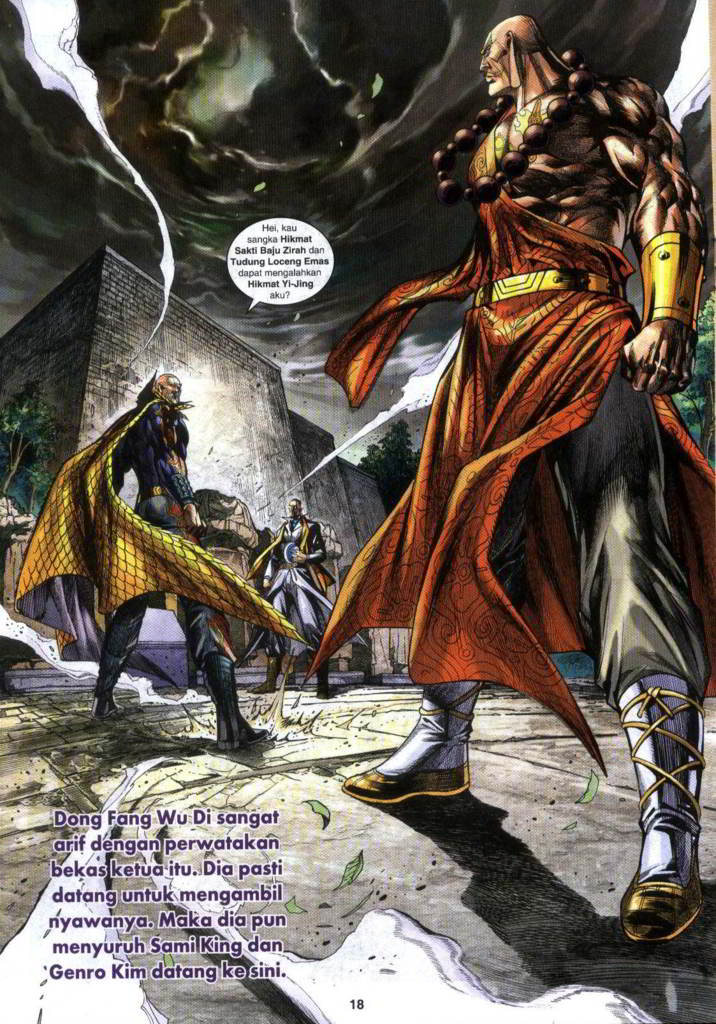 Hei, kau
sangka Hikmat
Sakti Baju Zirah dan
Tudung Loceng Emas
dapat mengalahkan
Hikmat Yi-Jing
aku?
Dong Fang Wu Di sangat
arif dengan perwatakan
bekas ketua itu. Dia pasti
datang untuk mengambil
nyawanya. Maka dia pun
menyuruh Sami King dan
Genro Kim datang ke sini.
18